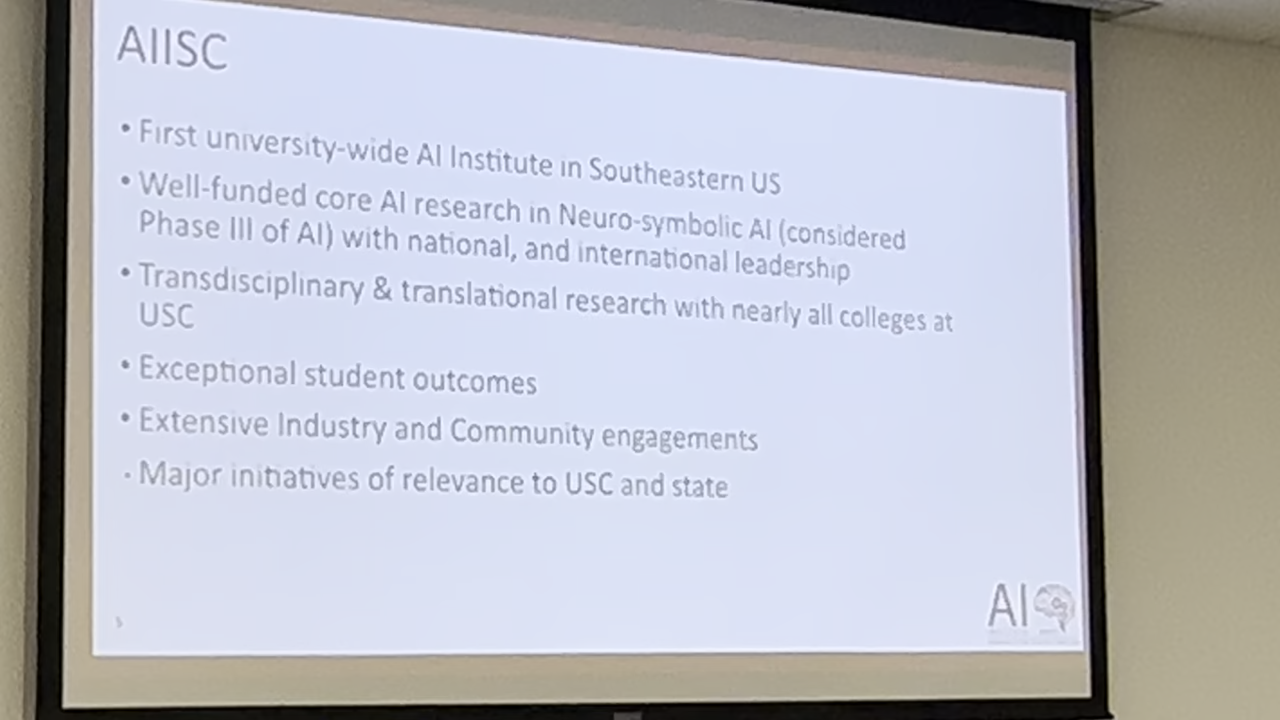 AIISC
• First university-wide AI Institute in Southeastern US
• Well-funded core AI research in Neuro-symbolic AI (considered
Phase III of AI) with national, and international leadership
• Transdisciplinary & translational research with nearly all colleges at
USC
• Exceptional student outcomes
• Extensive Industry and Community engagements
• Major initiatives of relevance to USC and state
AI